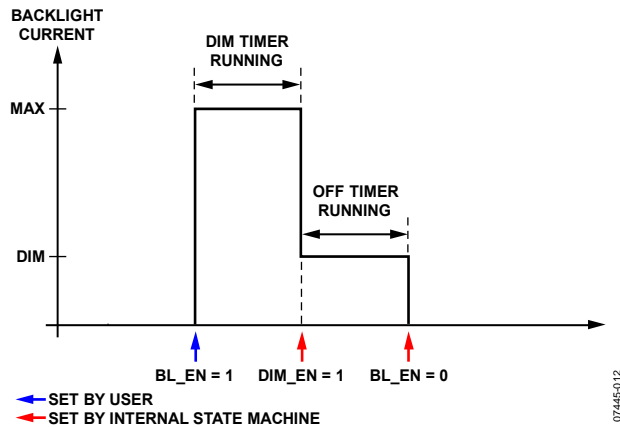 BACKLIGHT
CURRENT
DIM TIMER
RUNNING
MAX
OFF TIMER
RUNNING
DIM
BL_EN = 1
DIM_EN = 1
BL_EN = 0
SET BY USER
SET BY INTERNAL STATE MACHINE
07445-012